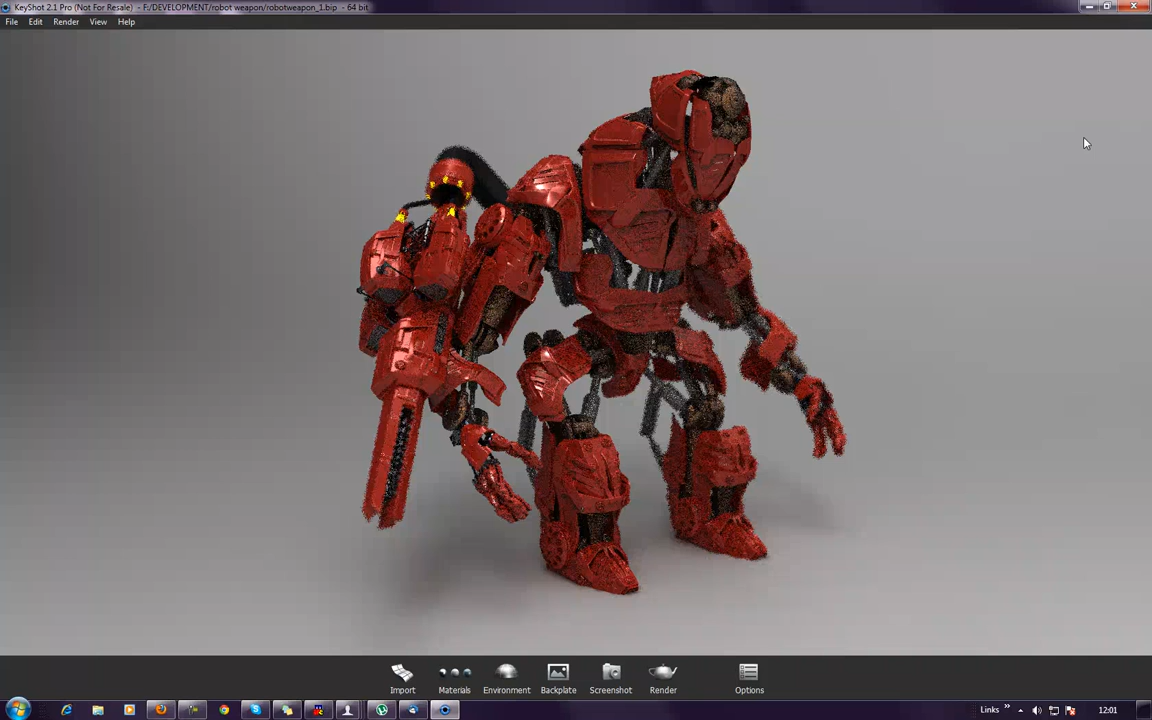 KeyShot 2.1 Pro (Not For Resale) - F:/DEVELOPMENT/robot weapon/robotweapon_1.bip - 64 bit
File Edit Render View Help
Import Materials Environment Backplate Screenshot Render Options
Links » 12:01